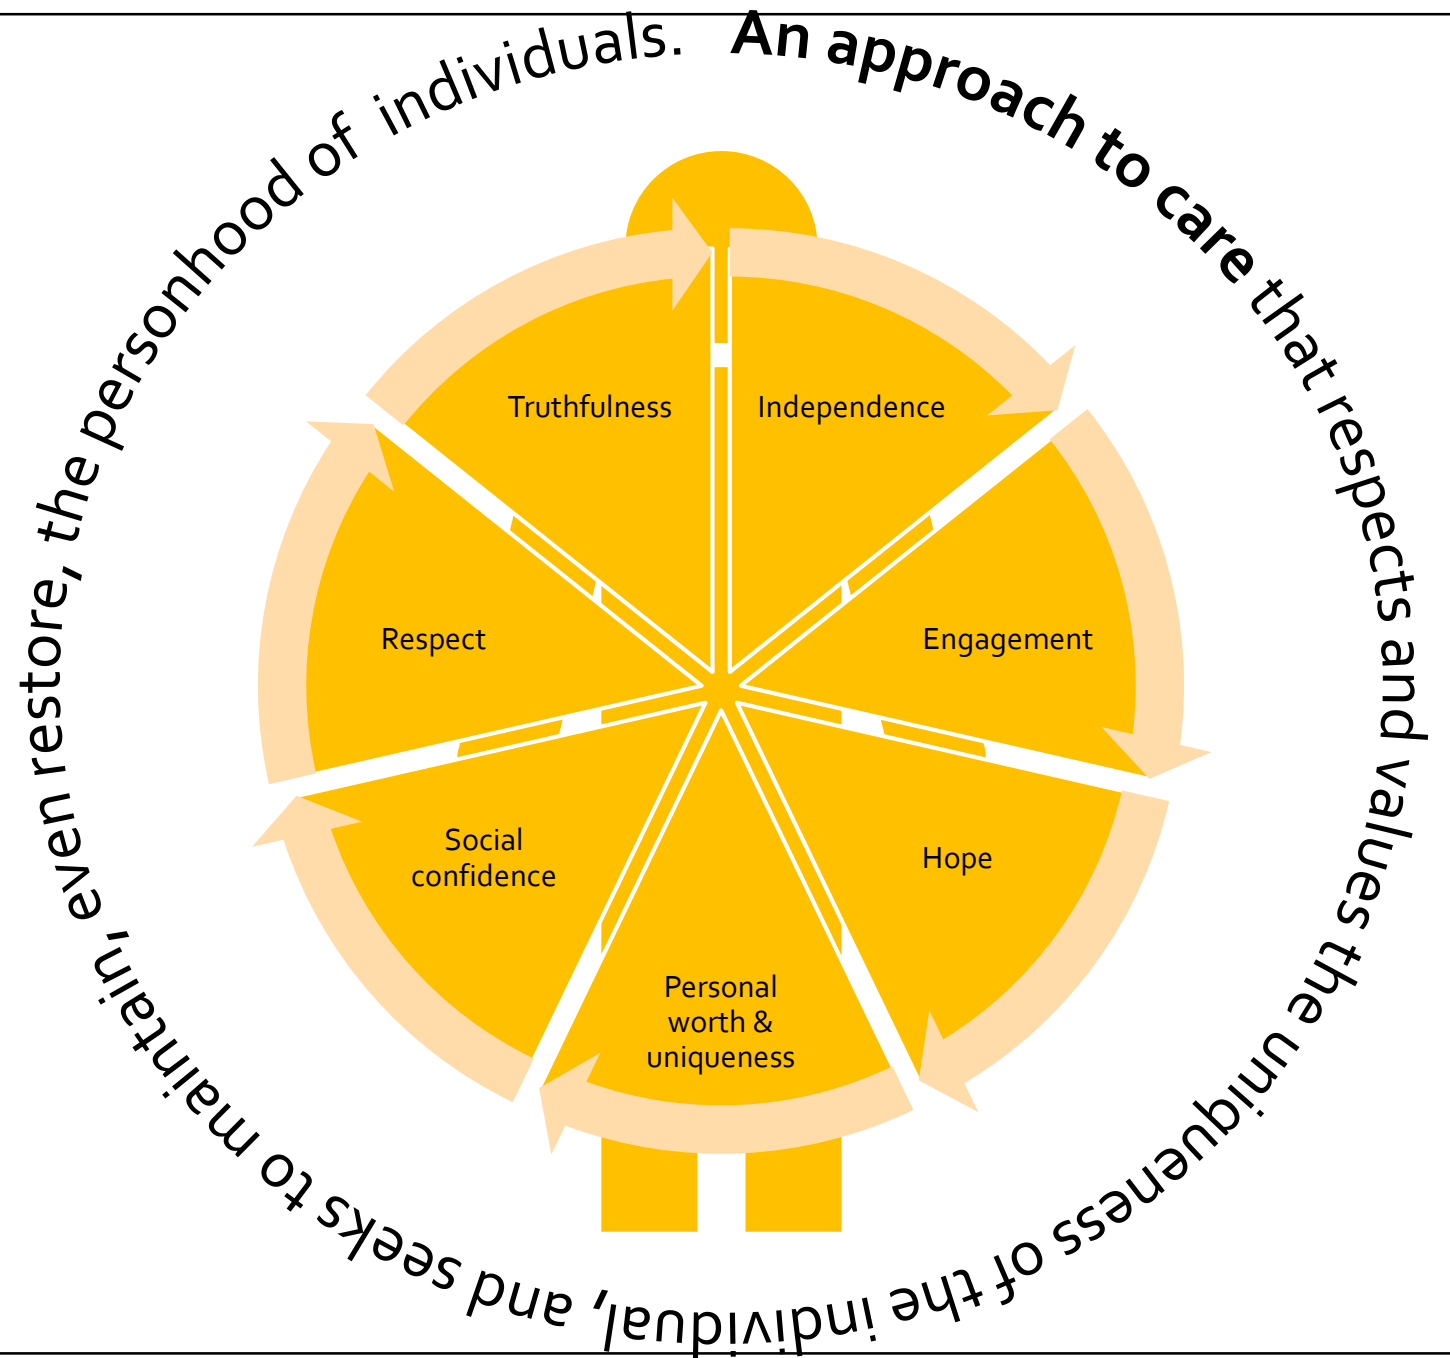 An approach to care that respects and values the uniqueness of the individual, and seeks to maintain, even restore, the personhood of individuals.
Truthfulness
Independence
Respect
Engagement
Social
confidence
Hope
Personal
worth &
uniqueness